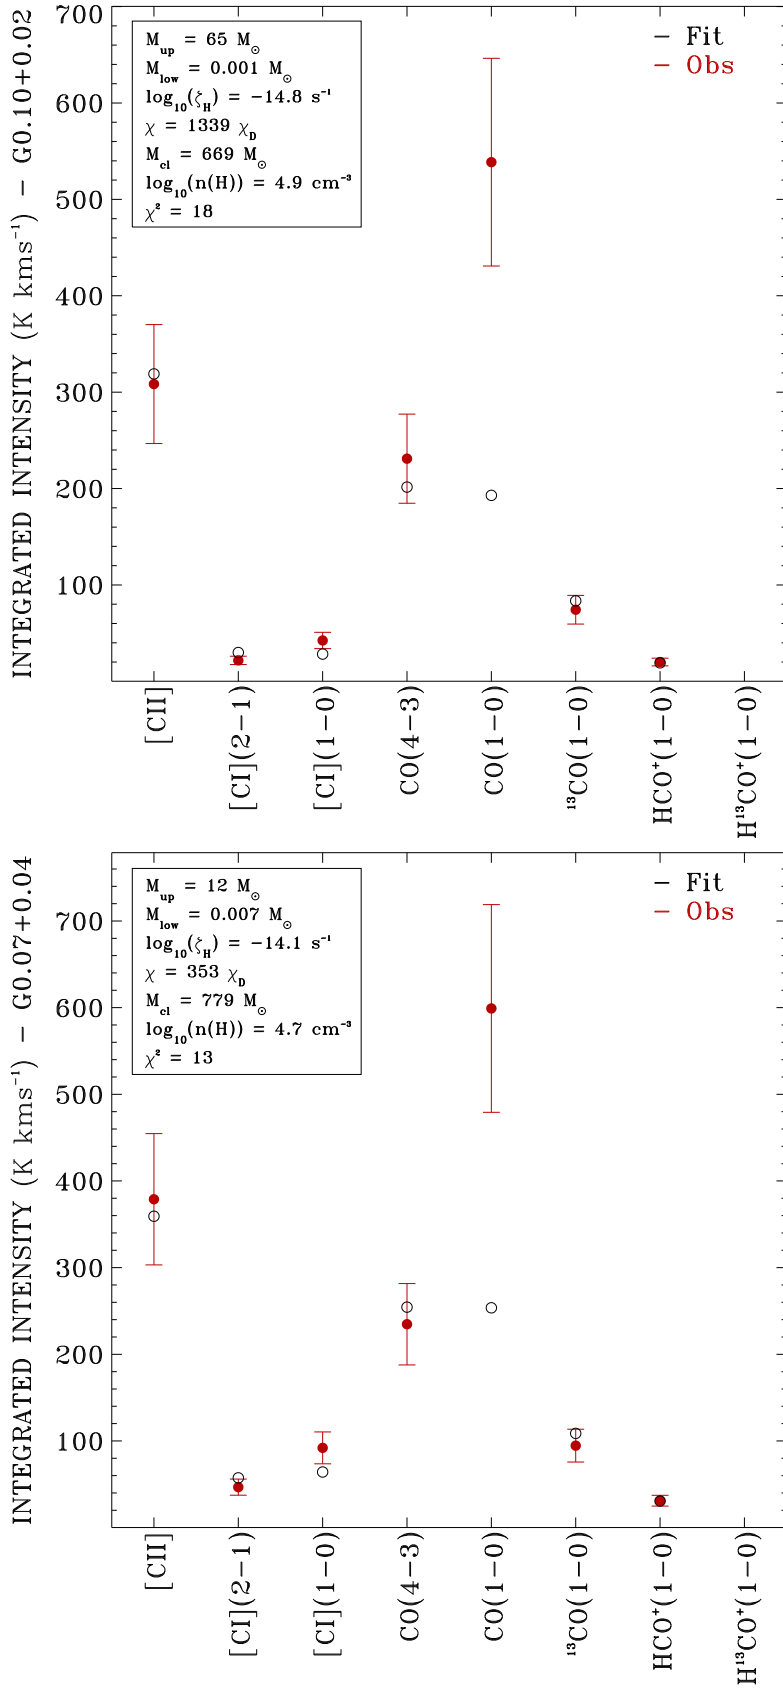 INTEGRATED INTENSITY (K kms⁻¹) − G0.10+0.02
700
600
500
400
300
200
100
M_up = 65 M_⊙
M_low = 0.001 M_⊙
log₁₀(ζ_H) = −14.8 s⁻¹
χ = 1339 χ_D
M_cl = 669 M_⊙
log₁₀(n(H)) = 4.9 cm⁻³
χ² = 18
− Fit
− Obs
[CII]
[CI](2−1)
[CI](1−0)
CO(4−3)
CO(1−0)
¹³CO(1−0)
HCO⁺(1−0)
H¹³CO⁺(1−0)
INTEGRATED INTENSITY (K kms⁻¹) − G0.07+0.04
700
600
500
400
300
200
100
M_up = 12 M_⊙
M_low = 0.007 M_⊙
log₁₀(ζ_H) = −14.1 s⁻¹
χ = 353 χ_D
M_cl = 779 M_⊙
log₁₀(n(H)) = 4.7 cm⁻³
χ² = 13
− Fit
− Obs
[CII]
[CI](2−1)
[CI](1−0)
CO(4−3)
CO(1−0)
¹³CO(1−0)
HCO⁺(1−0)
H¹³CO⁺(1−0)